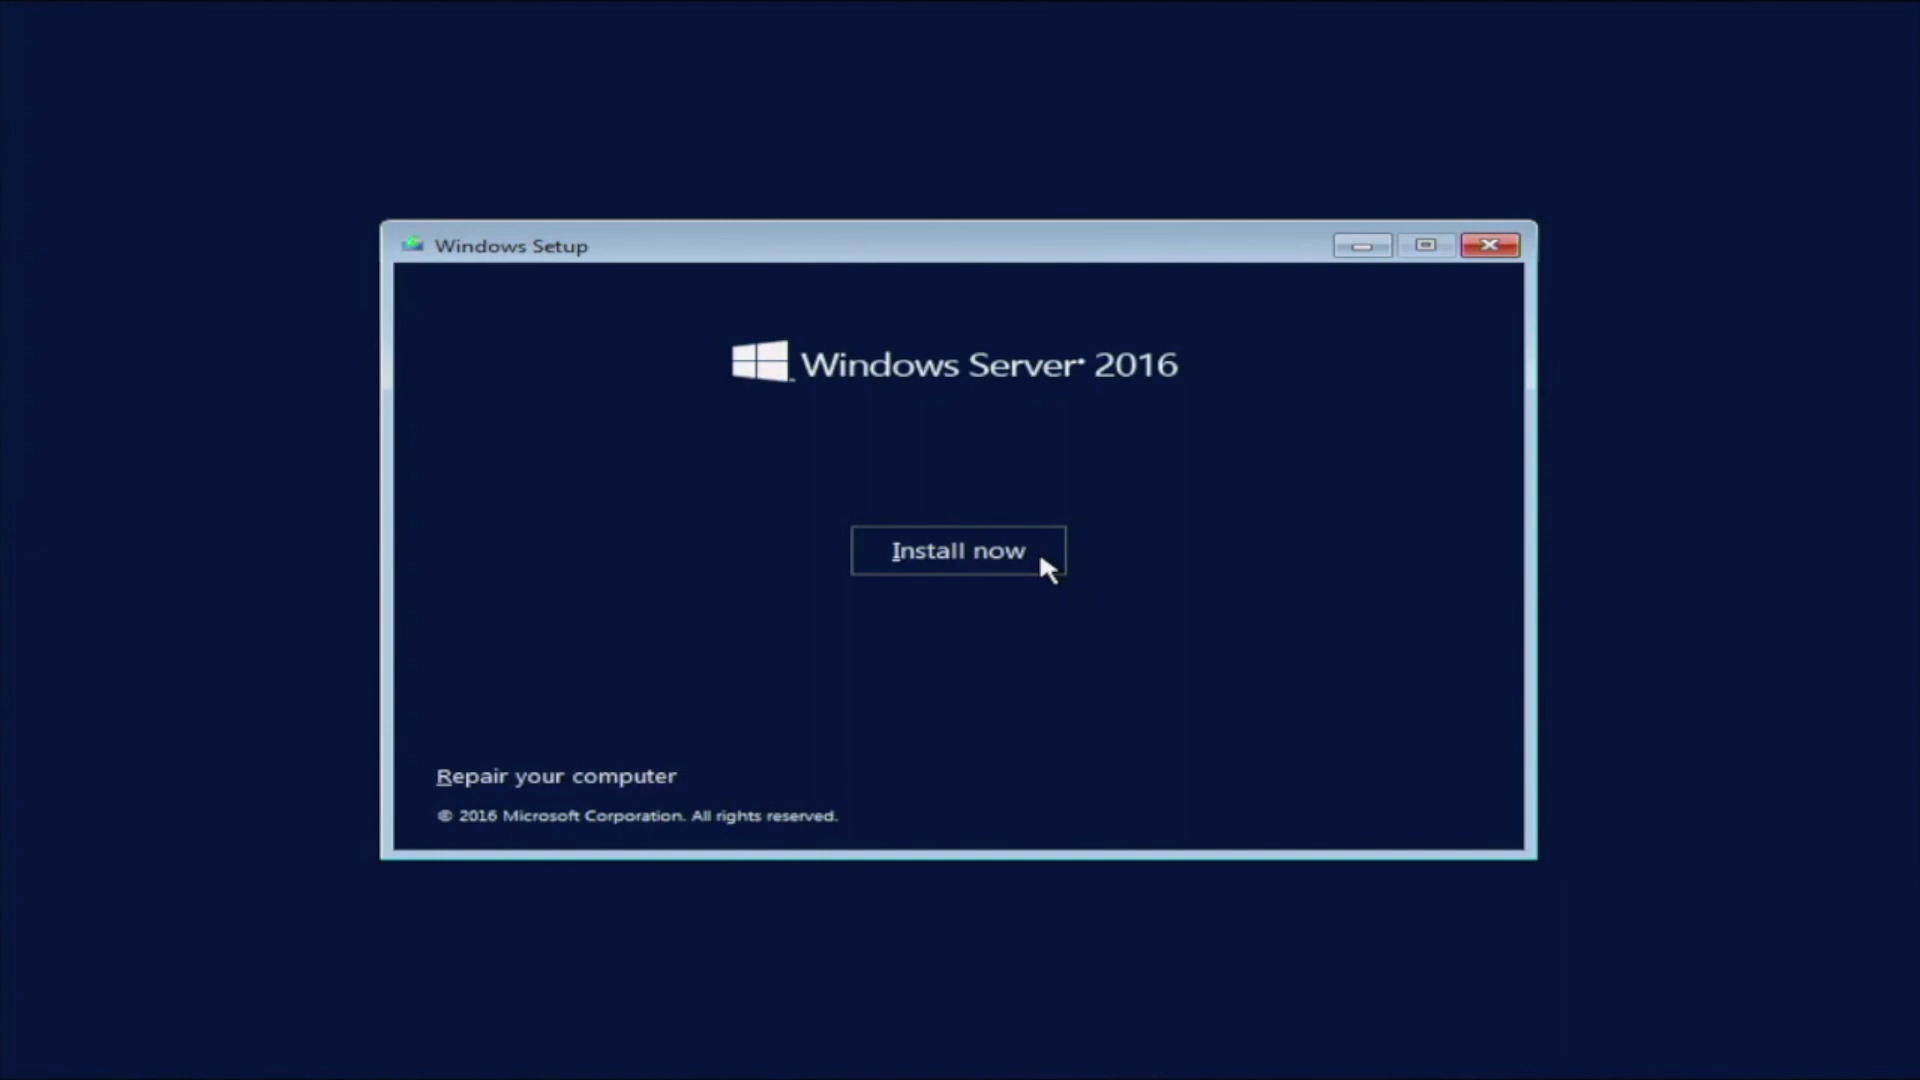 Windows Setup
Windows Server 2016
Install now
Repair your computer
© 2016 Microsoft Corporation. All rights reserved.